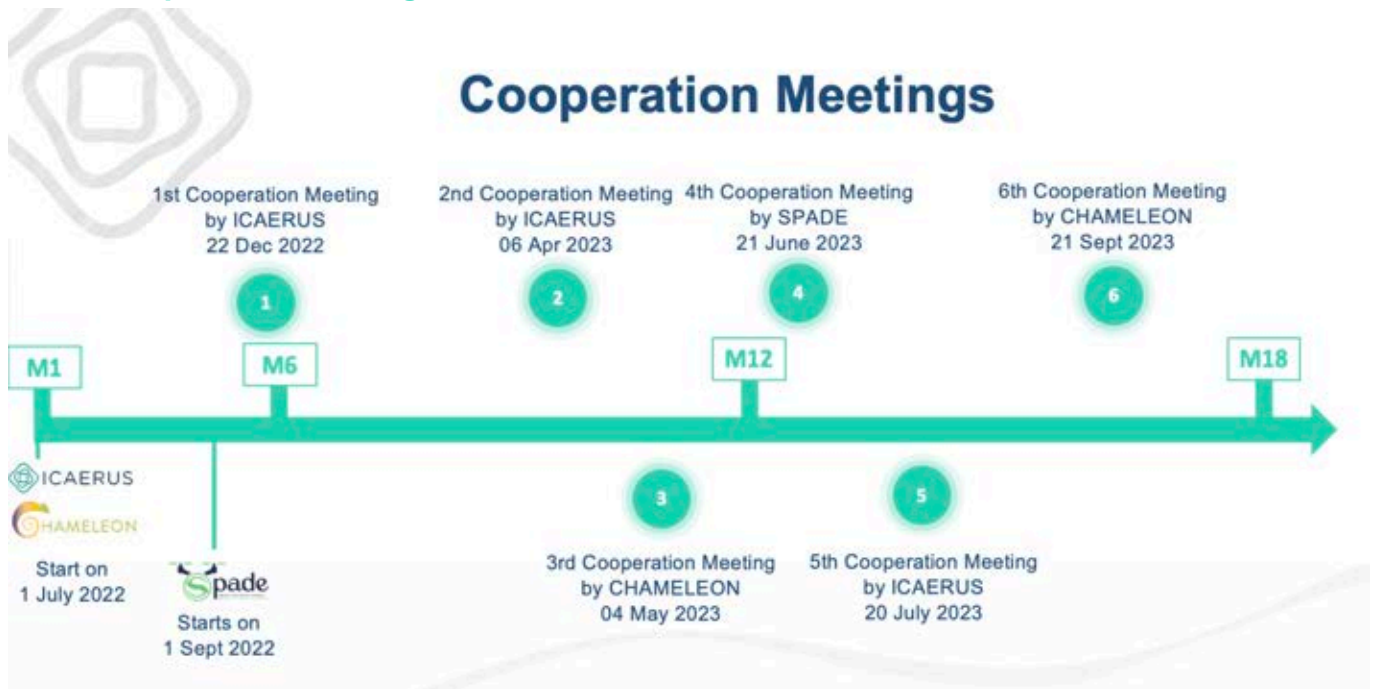 Cooperation Meetings
1st Cooperation Meeting
by ICAERUS
22 Dec 2022
2nd Cooperation Meeting
by ICAERUS
06 Apr 2023
4th Cooperation Meeting
by SPADE
21 June 2023
6th Cooperation Meeting
by CHAMELEON
21 Sept 2023
1
2
4
6
M1
M6
M12
M18
ICAERUS
CHAMELEON
Start on
1 July 2022
Spade
Starts on
1 Sept 2022
3
5
3rd Cooperation Meeting
by CHAMELEON
04 May 2023
5th Cooperation Meeting
by ICAERUS
20 July 2023